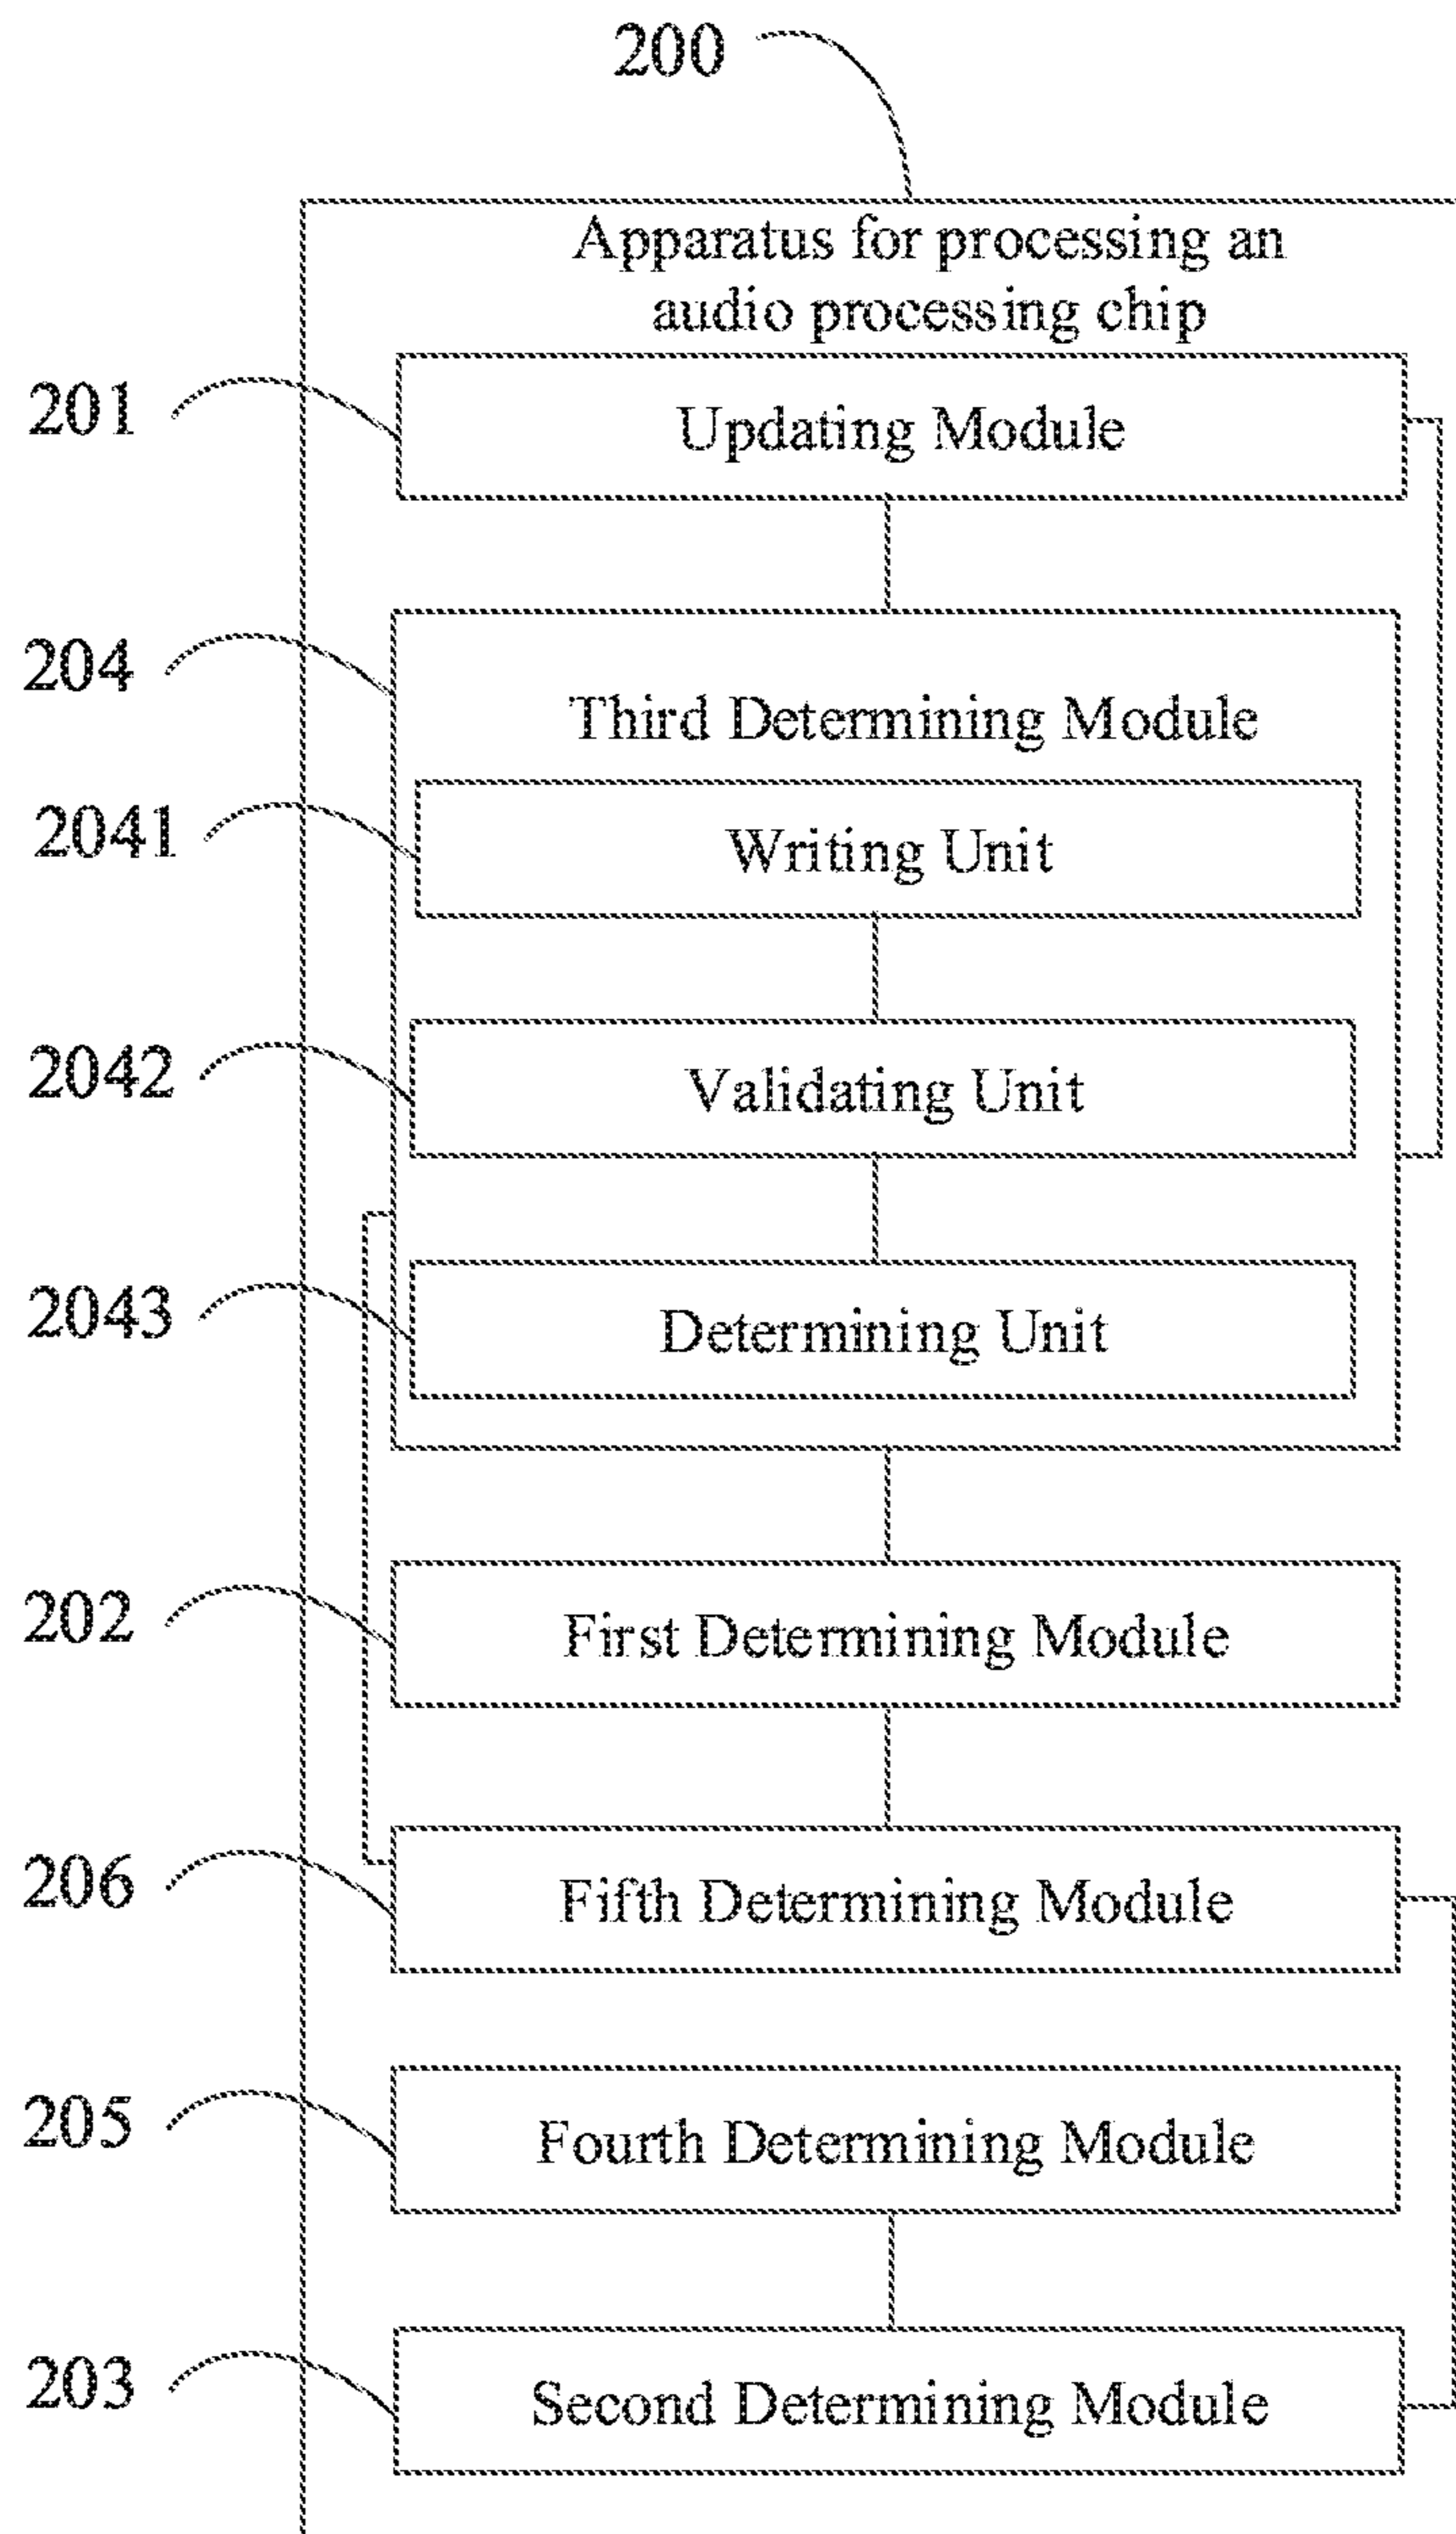 200
Apparatus for processing an
audio processing chip
201
Updating Module
204
Third Determining Module
2041
Writing Unit
2042
Validating Unit
2043
Determining Unit
202
First Determining Module
206
Fifth Determining Module
205
Fourth Determining Module
203
Second Determining Module